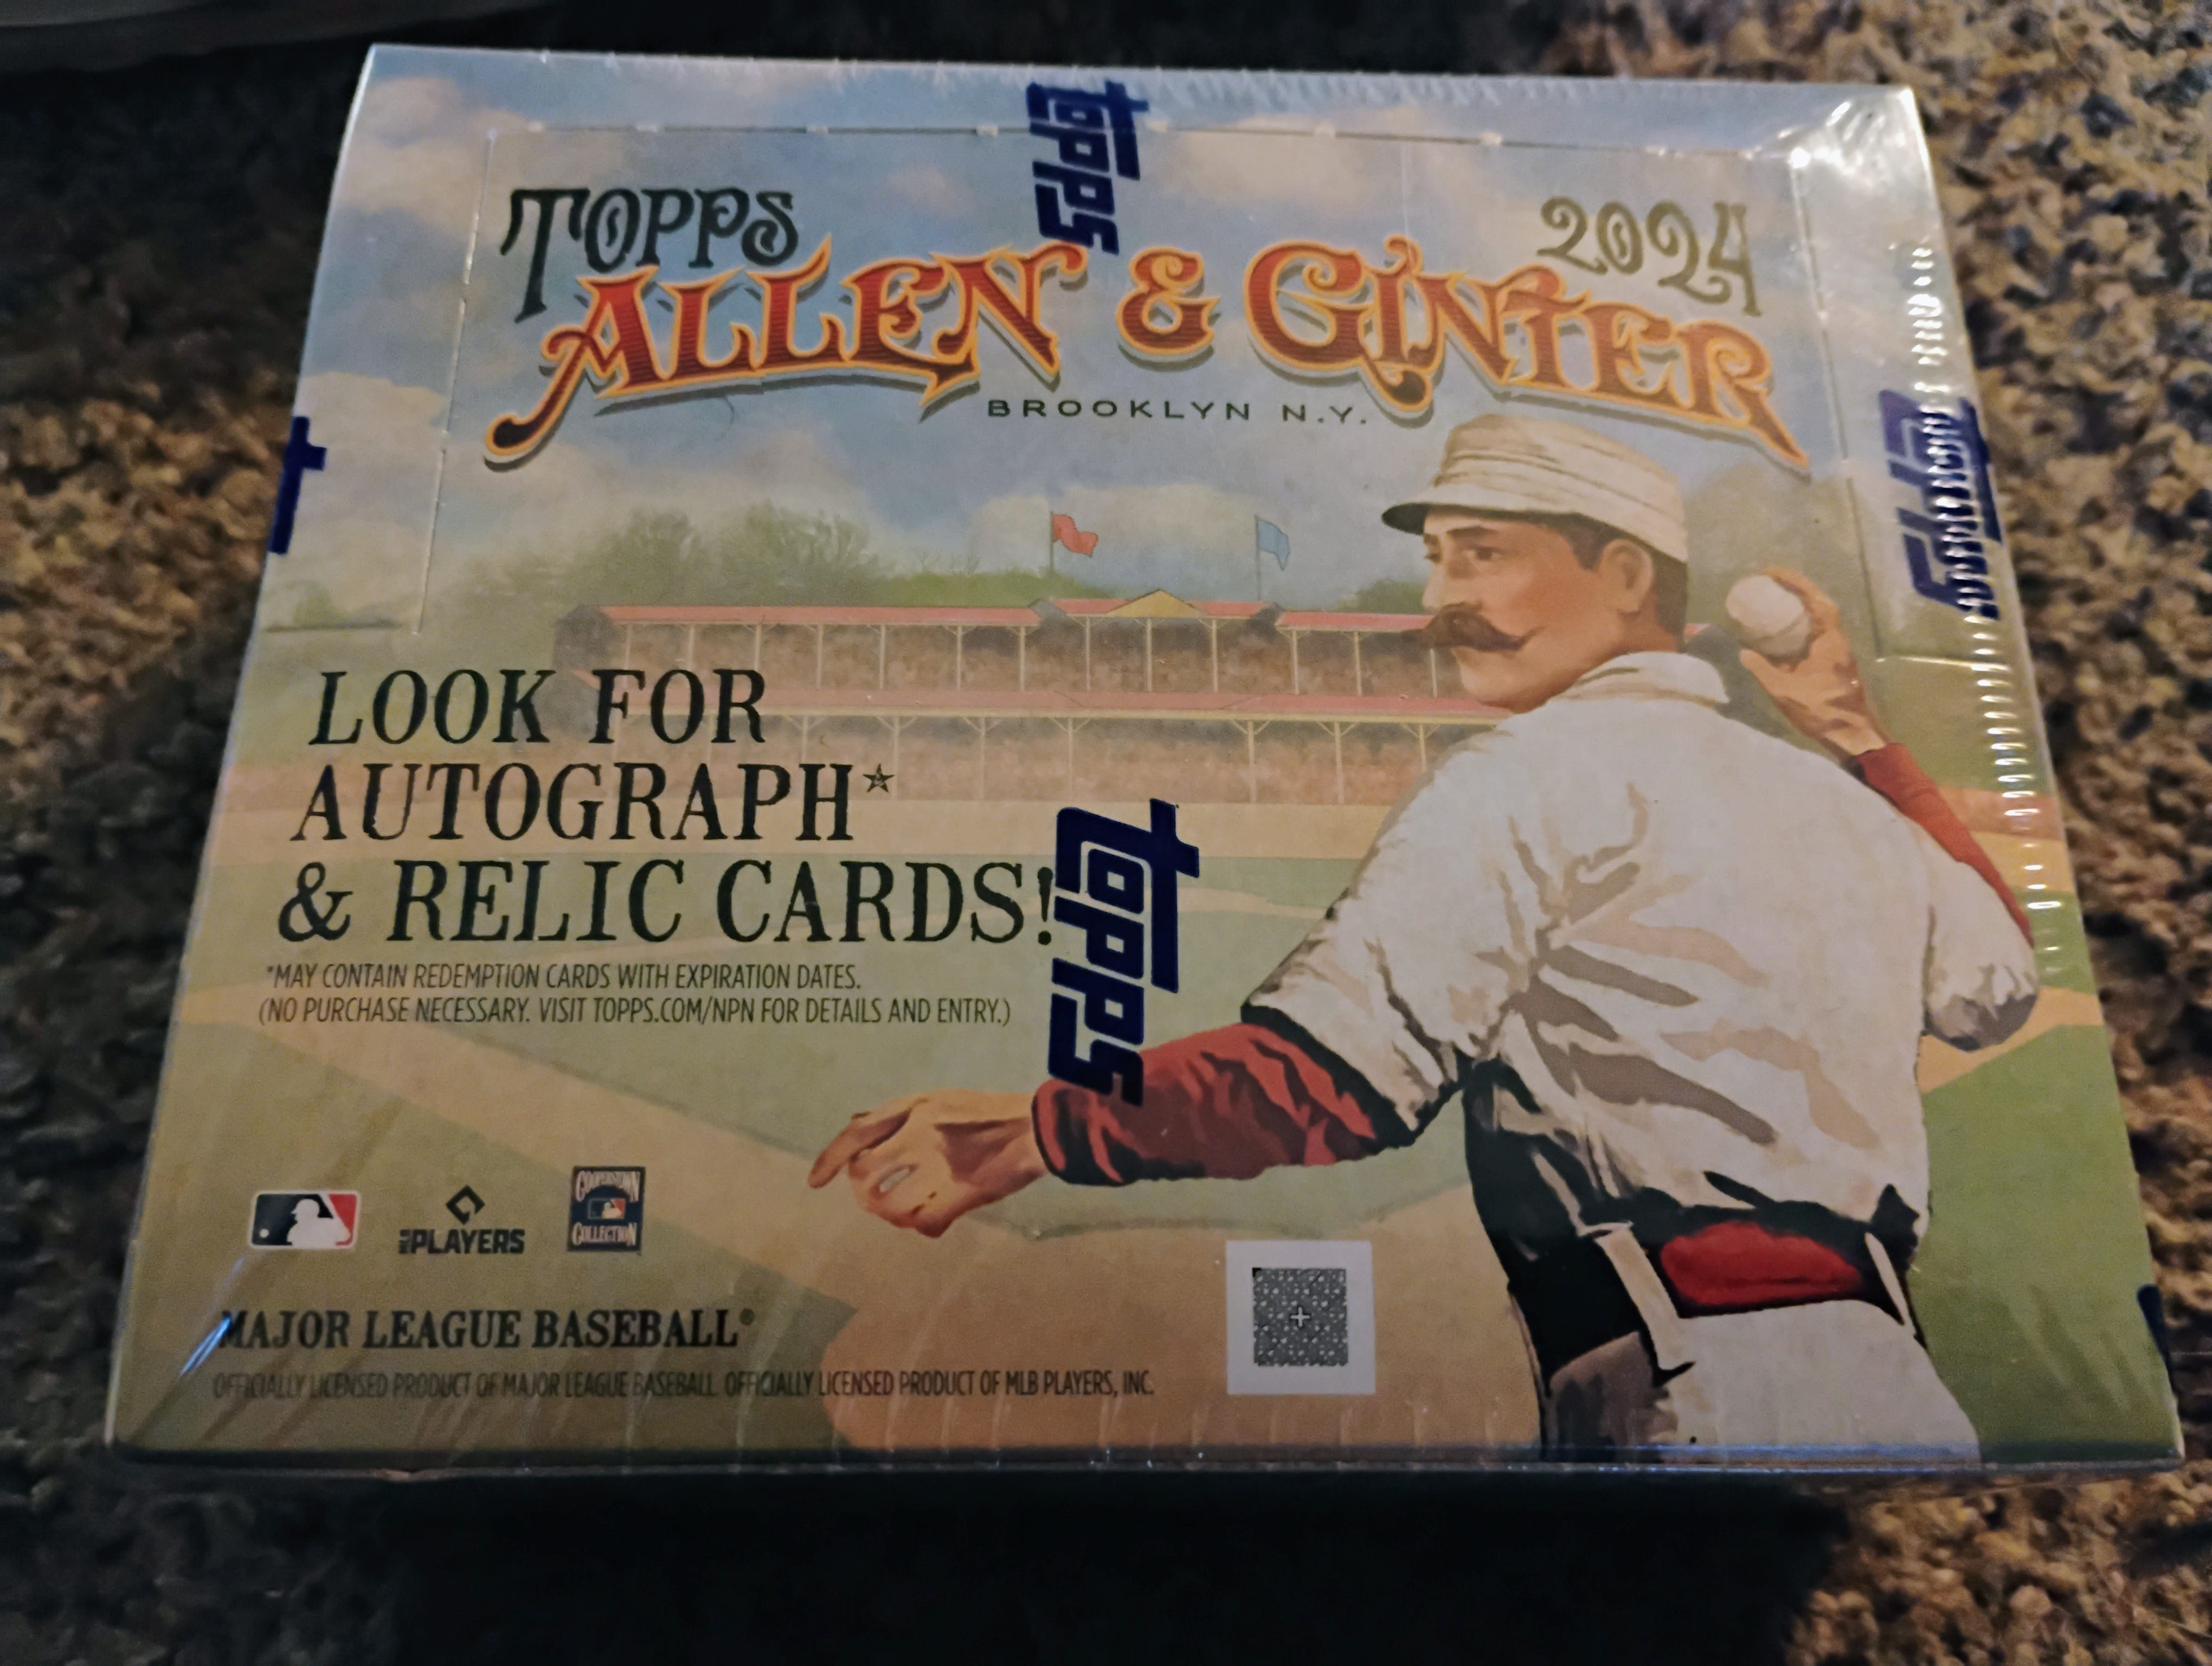 topps
TOPPS
2024
ALLEN & GINTER
BROOKLYN N.Y.
LOOK FOR
AUTOGRAPH*
& RELIC CARDS!
topps
*MAY CONTAIN REDEMPTION CARDS WITH EXPIRATION DATES.
(NO PURCHASE NECESSARY. VISIT TOPPS.COM/NPN FOR DETAILS AND ENTRY.)
MLB PLAYERS
COOPERSTOWN
COLLECTION
MAJOR LEAGUE BASEBALL®
OFFICIALLY LICENSED PRODUCT OF MAJOR LEAGUE BASEBALL. OFFICIALLY LICENSED PRODUCT OF MLB PLAYERS, INC.